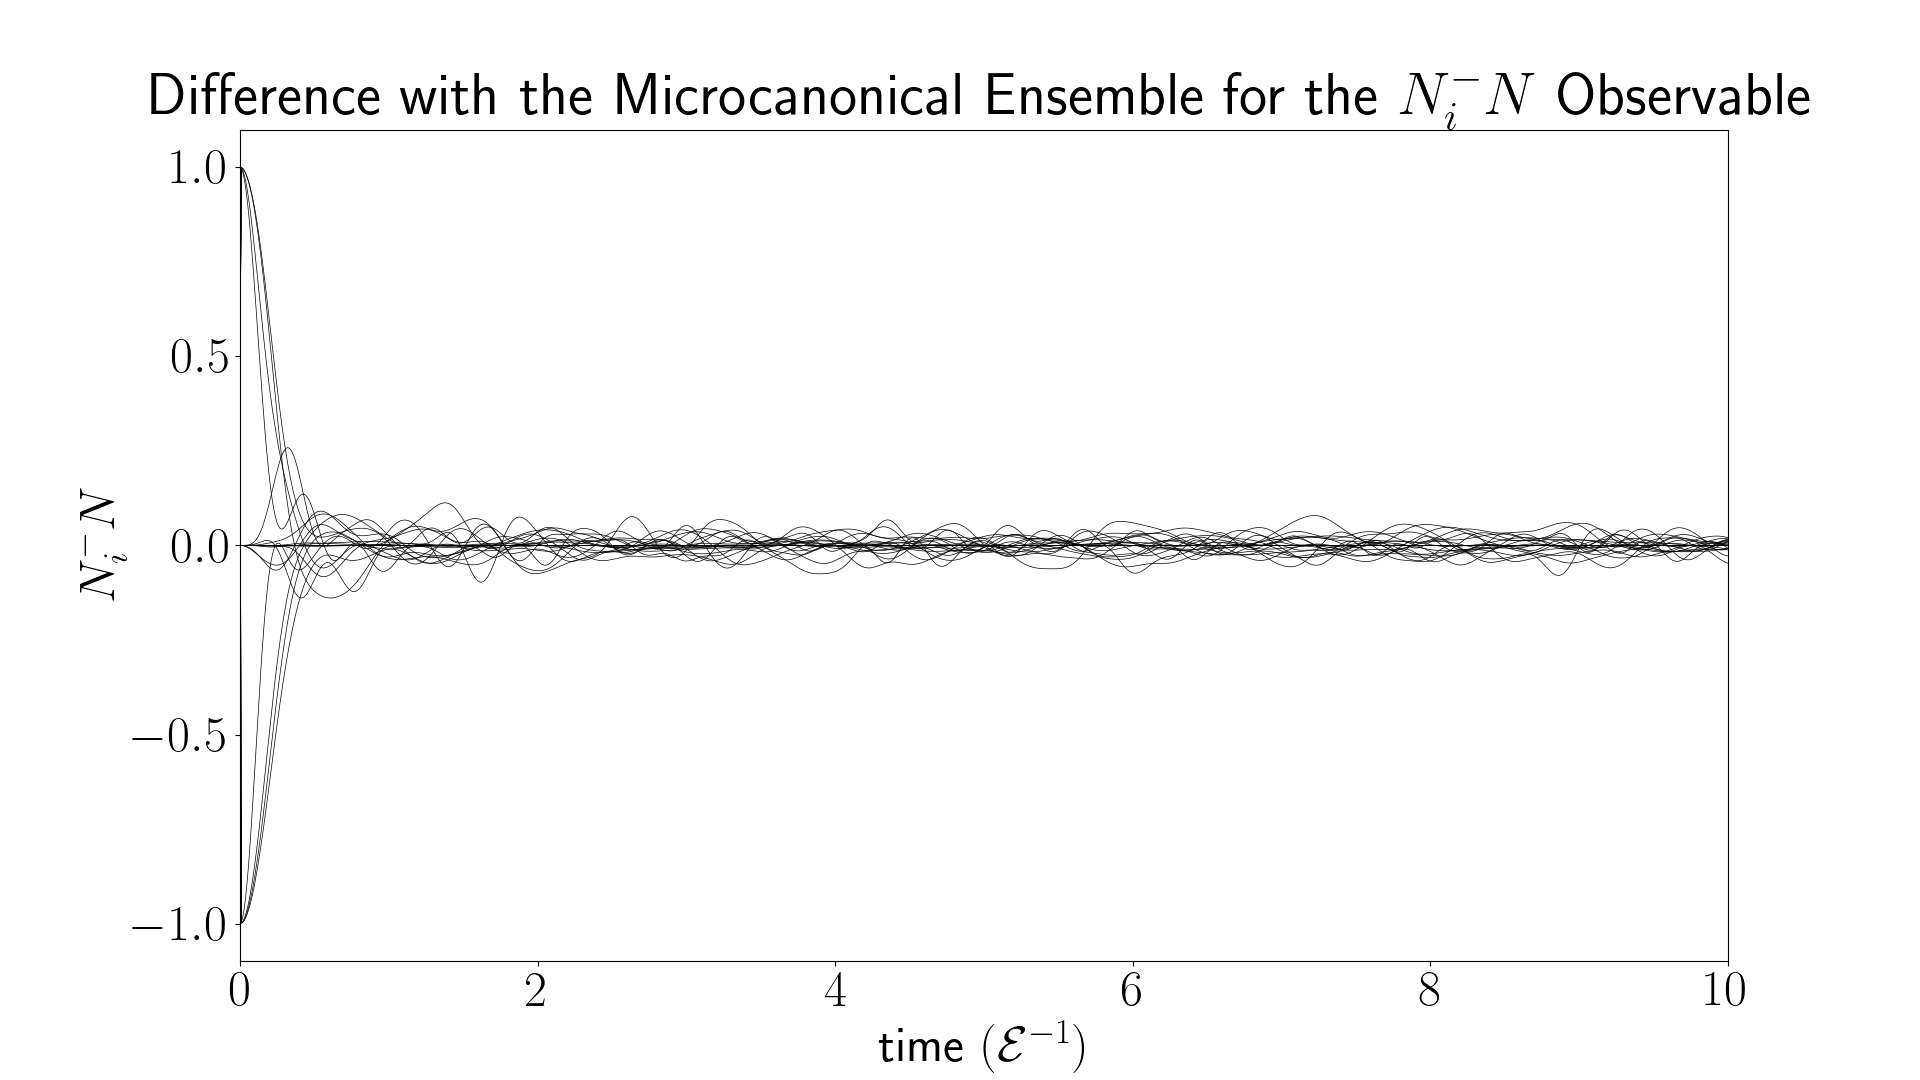 Difference with the Microcanonical Ensemble for the $N_i^- N$ Observable
1.0
0.5
0.0
−0.5
−1.0
$N_i^- N$
0 2 4 6 8 10
time ($\mathcal{E}^{-1}$)